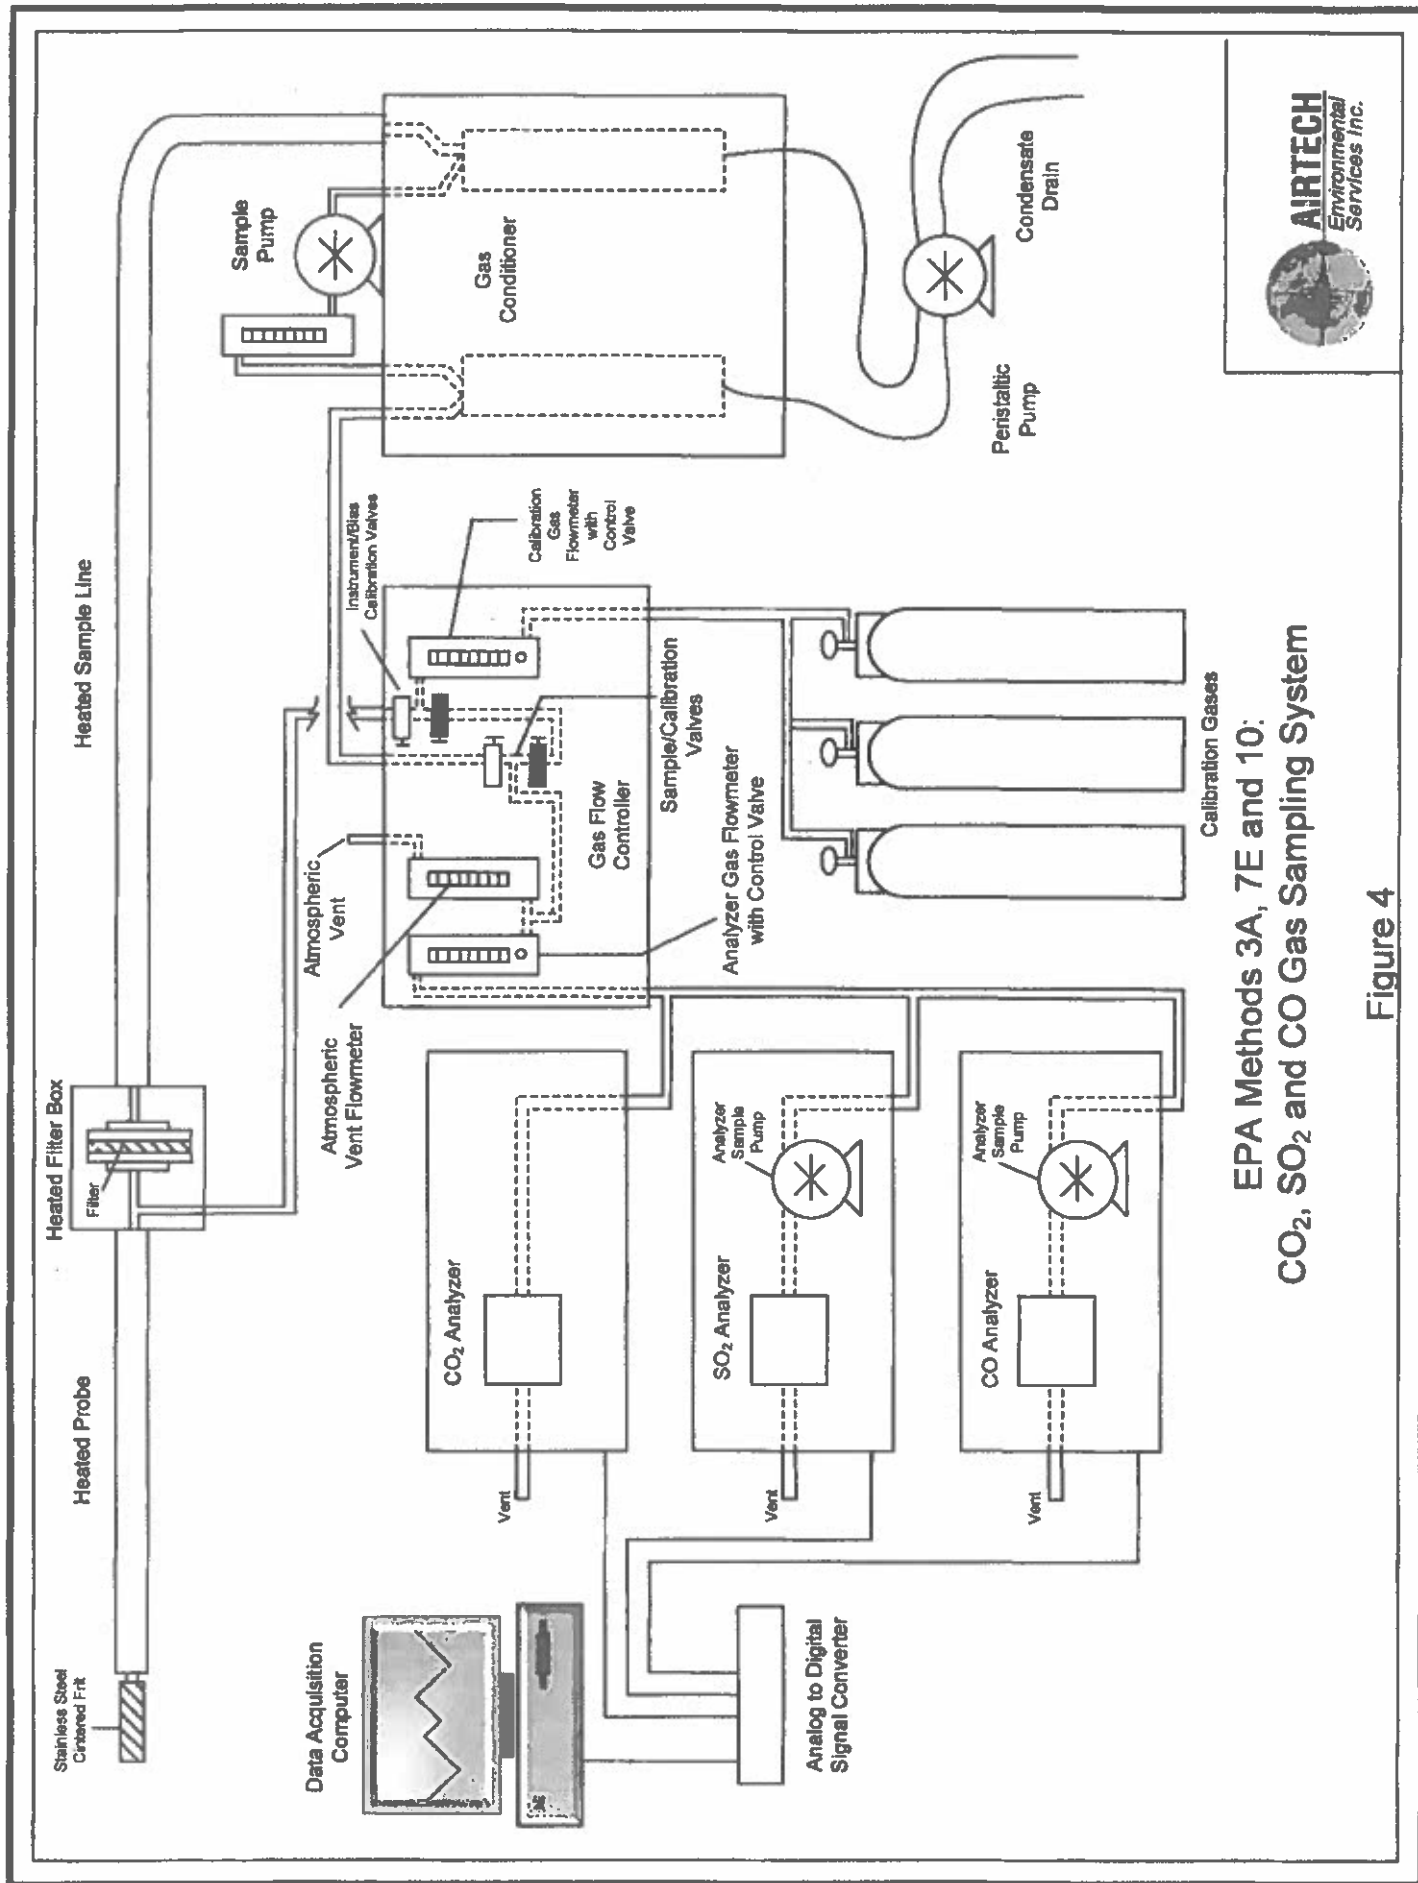 Stainless Steel
Cintered Frit
Heated Probe
Heated Filter Box
Filter
Heated Sample Line
Sample
Pump
Atmospheric
Vent
Instrument/Bias
Calibration Valves
Atmospheric
Vent Flowmeter
Calibration
Gas
Flowmeter
with
Control
Valve
Gas
Conditioner
Data Acquisition
Computer
CO₂ Analyzer
Vent
Gas Flow
Controller
Sample/Calibration
Valves
Analyzer Gas Flowmeter
with Control Valve
Analyzer
Sample
Pump
SO₂ Analyzer
Vent
Peristaltic
Pump
Condensate
Drain
Analog to Digital
Signal Converter
Analyzer
Sample
Pump
CO Analyzer
Vent
Calibration Gases
EPA Methods 3A, 7E and 10:
CO₂, SO₂ and CO Gas Sampling System
Figure 4
AIRTECH
Environmental
Services Inc.